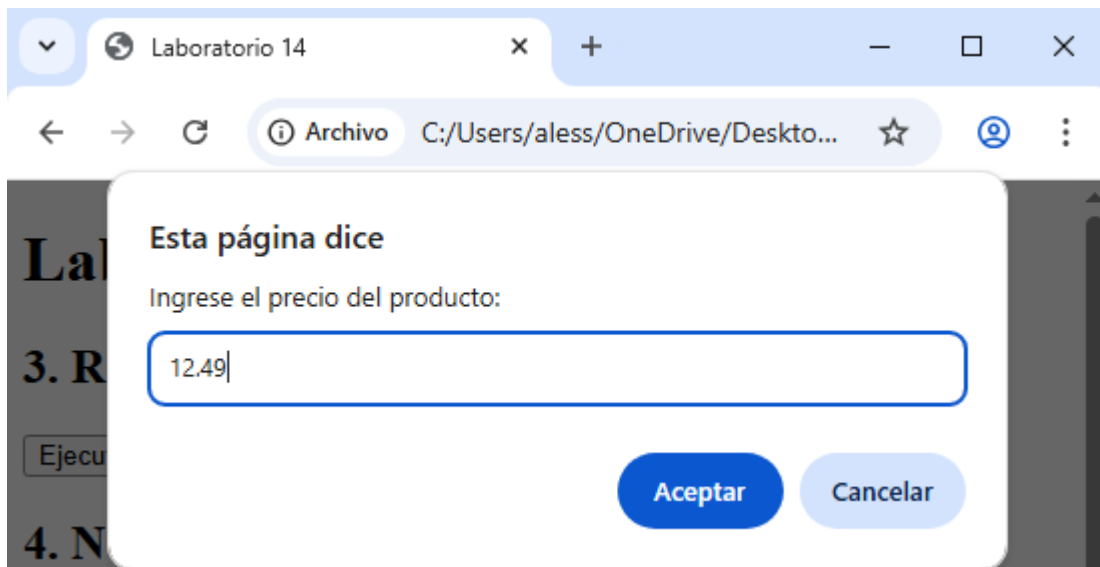 Laboratorio 14
Archivo C:/Users/aless/OneDrive/Deskto...
Esta página dice
Ingrese el precio del producto:
12.49
Aceptar Cancelar
La
3. R
Ejecu
4. N